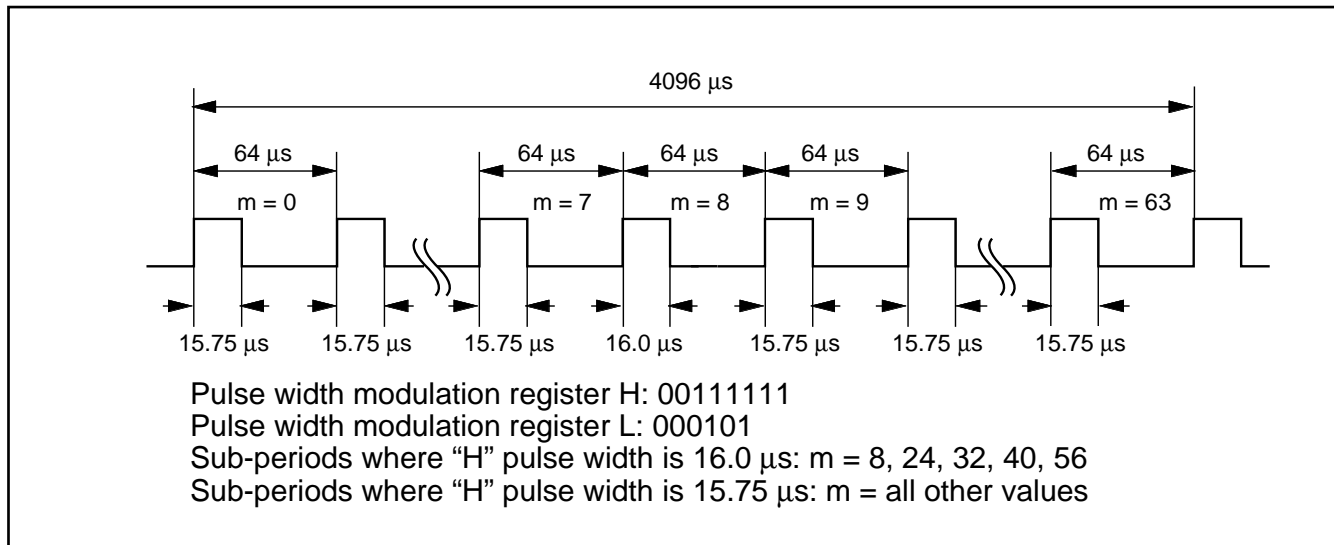 4096 μs
64 μs 64 μs 64 μs 64 μs 64 μs
m = 0 m = 7 m = 8 m = 9 m = 63
15.75 μs 15.75 μs 15.75 μs 16.0 μs 15.75 μs 15.75 μs 15.75 μs
Pulse width modulation register H: 00111111
Pulse width modulation register L: 000101
Sub-periods where “H” pulse width is 16.0 μs: m = 8, 24, 32, 40, 56
Sub-periods where “H” pulse width is 15.75 μs: m = all other values